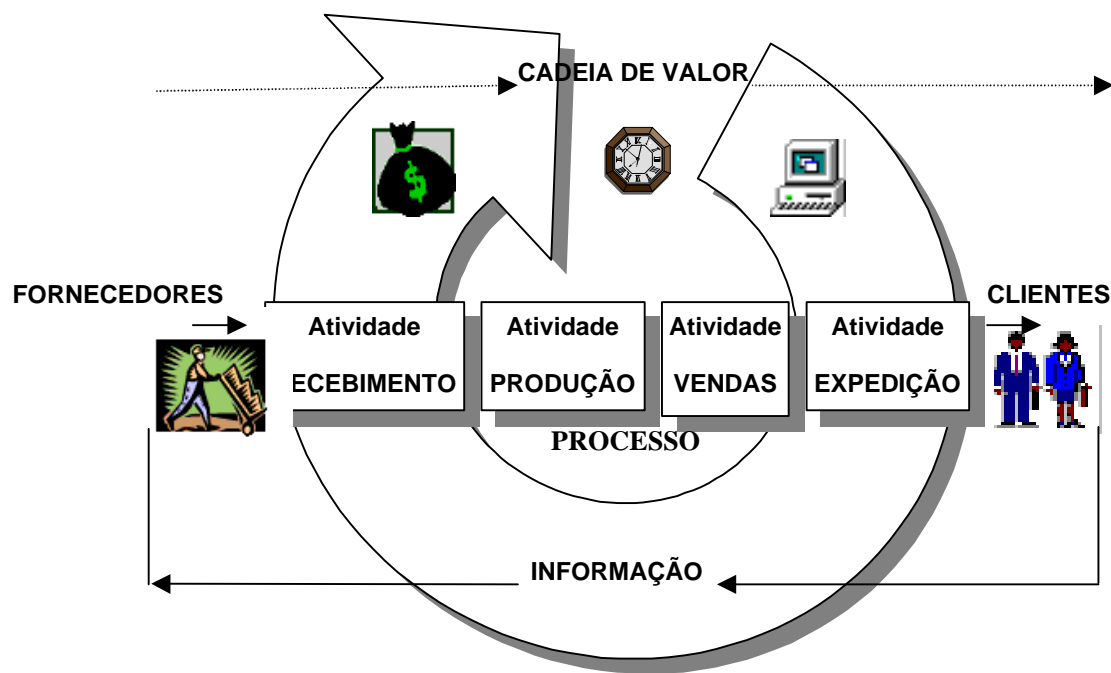 CADEIA DE VALOR
$
FORNECEDORES
CLIENTES
Atividade
ECEBIMENTO
Atividade
PRODUÇÃO
Atividade
VENDAS
Atividade
EXPEDIÇÃO
PROCESSO
INFORMAÇÃO